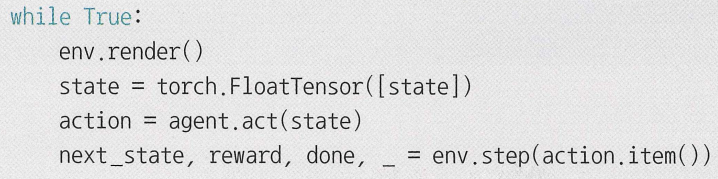 while True:
    env.render()
    state = torch.FloatTensor([state])
    action = agent.act(state)
    next_state, reward, done, _ = env.step(action.item())